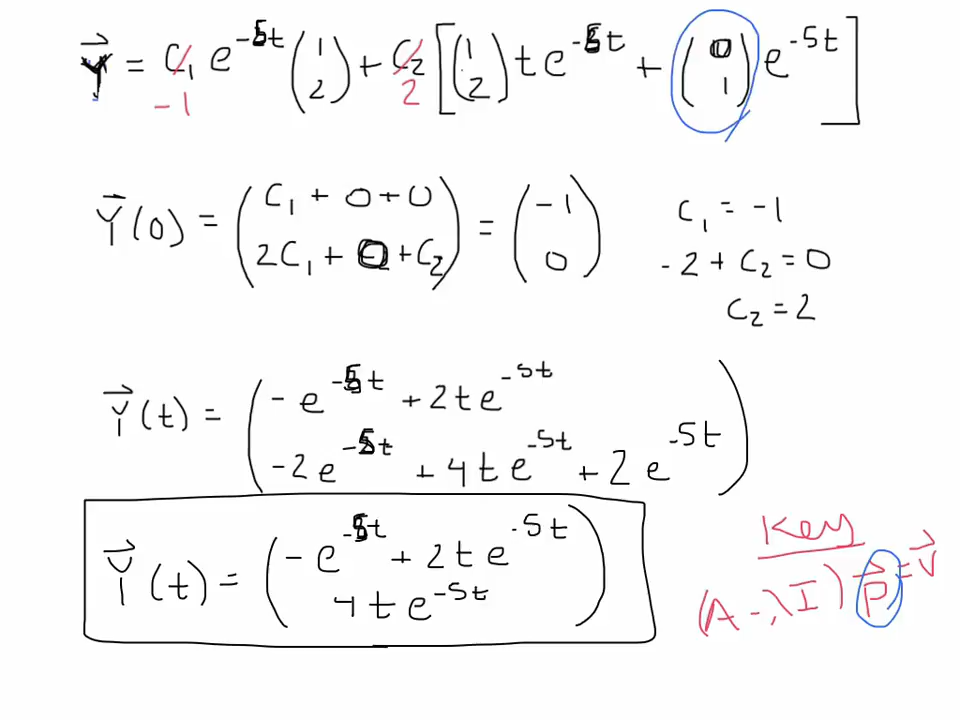 Y⃗ = C₁ e^{-5t} (1 2) + C₂ [(1 2) t e^{-5t} + (0 1) e^{-5t}]
-1 2
Y⃗(0) = (C₁ + 0 + 0, 2C₁ + 0 + C₂) = (-1, 0)
C₁ = -1
-2 + C₂ = 0
C₂ = 2
Y⃗(t) = (-e^{-5t} + 2te^{-5t}
-2e^{-5t} + 4te^{-5t} + 2e^{-5t})
Y⃗(t) = (-e^{-5t} + 2te^{-5t}
4te^{-5t})
Key
(A - λI) P⃗ = V⃗